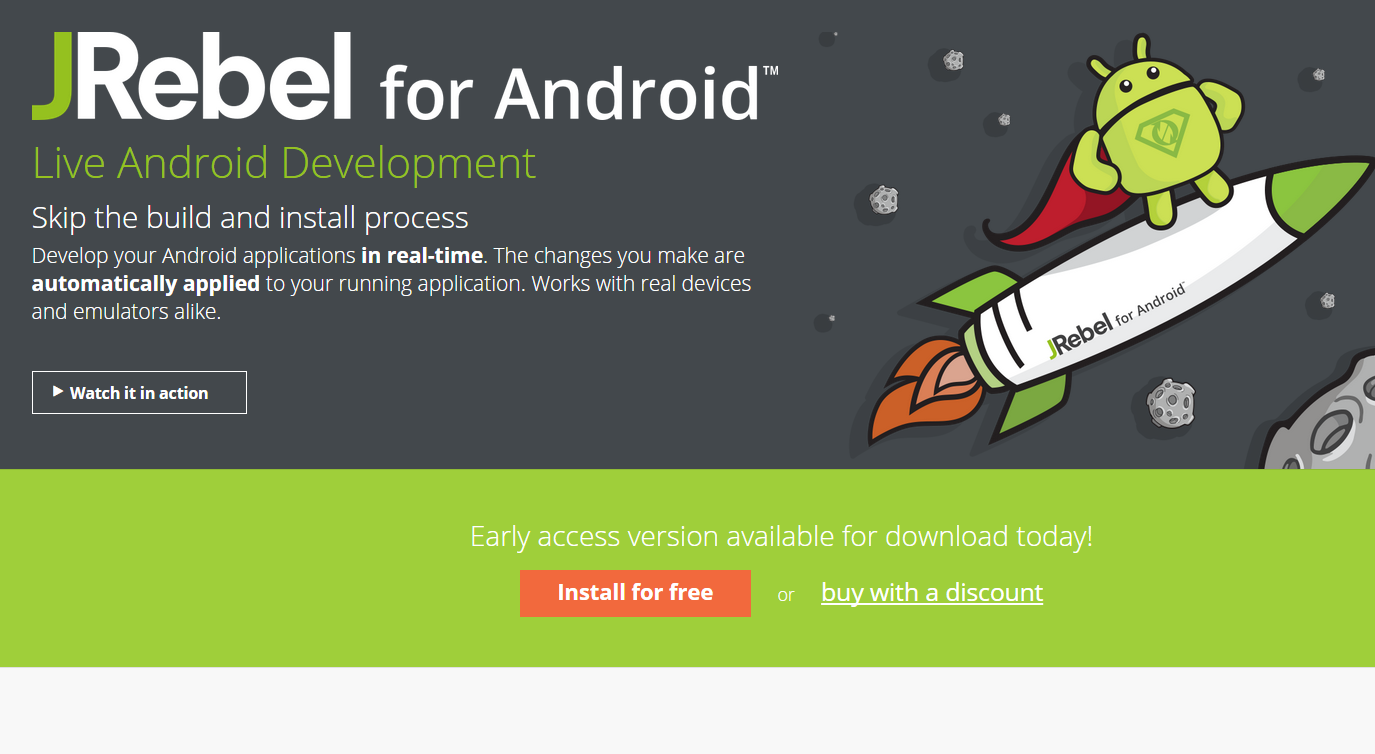 JRebel for Android™
Live Android Development
Skip the build and install process
Develop your Android applications in real-time. The changes you make are
automatically applied to your running application. Works with real devices
and emulators alike.
Watch it in action
JRebel for Android™
Early access version available for download today!
Install for free or buy with a discount